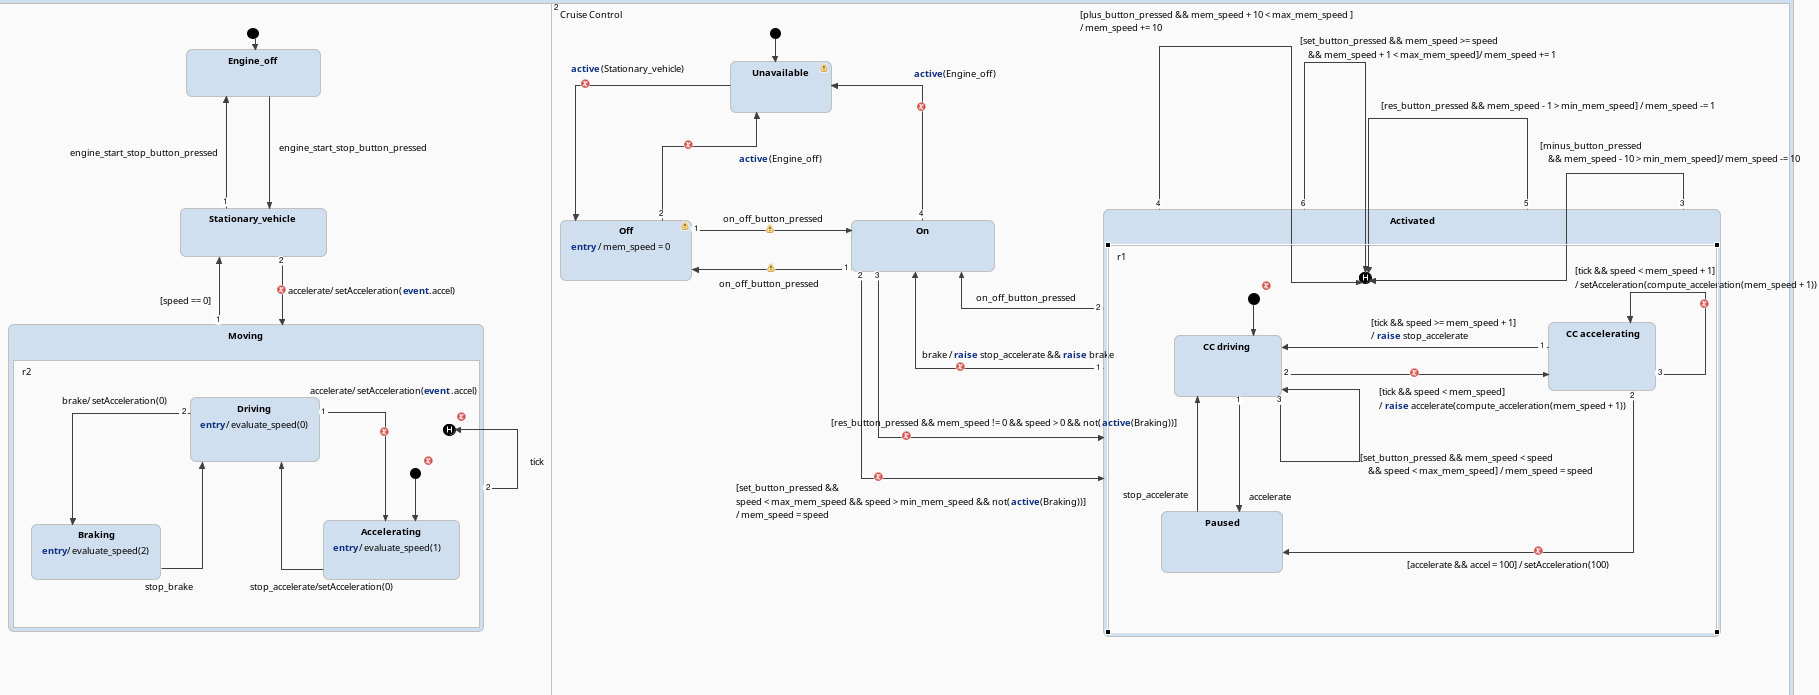 Engine_off
engine_start_stop_button_pressed
engine_start_stop_button_pressed
1
Stationary_vehicle
2
accelerate/ setAcceleration(event.accel)
[speed == 0]
1
Moving
r2
accelerate/ setAcceleration(event.accel)
brake/ setAcceleration(0)
2
Driving
entry/ evaluate_speed(0)
1
H
tick
2
Braking
entry/ evaluate_speed(2)
Accelerating
entry/ evaluate_speed(1)
stop_brake
stop_accelerate/setAcceleration(0)
2
Cruise Control
active(Stationary_vehicle)
Unavailable
active(Engine_off)
active(Engine_off)
2
Off
entry / mem_speed = 0
1
on_off_button_pressed
4
On
1
on_off_button_pressed
2
3
on_off_button_pressed
2
brake / raise stop_accelerate && raise brake
1
[res_button_pressed && mem_speed != 0 && speed > 0 && not(active(Braking))]
[set_button_pressed &&
speed < max_mem_speed && speed > min_mem_speed && not(active(Braking))]
/ mem_speed = speed
[plus_button_pressed && mem_speed + 10 < max_mem_speed ]
/ mem_speed += 10
[set_button_pressed && mem_speed >= speed
&& mem_speed + 1 < max_mem_speed]/ mem_speed += 1
[res_button_pressed && mem_speed - 1 > min_mem_speed] / mem_speed -= 1
[minus_button_pressed
&& mem_speed - 10 > min_mem_speed]/ mem_speed -= 10
4
6
5
3
Activated
r1
H
[tick && speed < mem_speed + 1]
/ setAcceleration(compute_acceleration(mem_speed + 1))
[tick && speed >= mem_speed + 1]
/ raise stop_accelerate
1
CC driving
CC accelerating
2
3
[tick && speed < mem_speed]
/ raise accelerate(compute_acceleration(mem_speed + 1))
1
3
2
[set_button_pressed && mem_speed < speed
&& speed < max_mem_speed] / mem_speed = speed
stop_accelerate
accelerate
Paused
[accelerate && accel = 100] / setAcceleration(100)